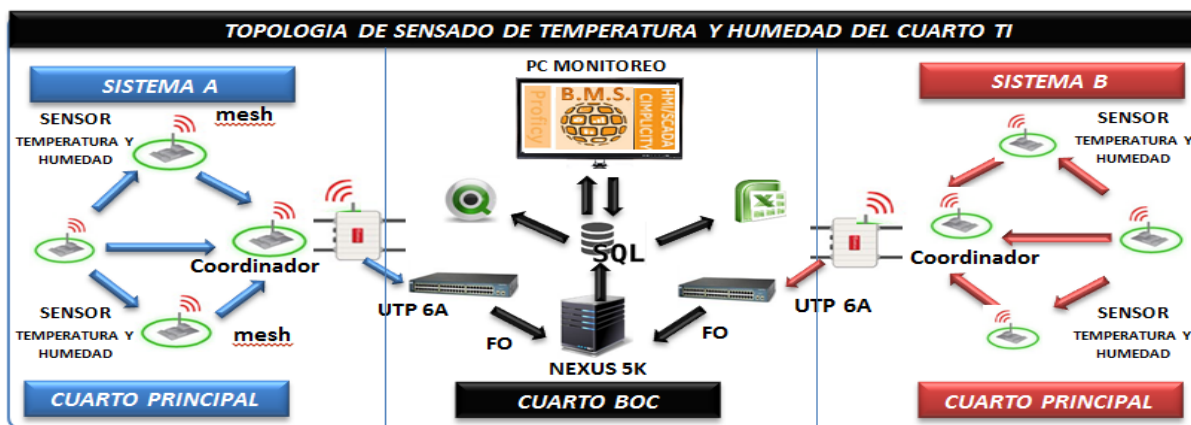 TOPOLOGIA DE SENSADO DE TEMPERATURA Y HUMEDAD DEL CUARTO TI
SISTEMA A
mesh
SENSOR
TEMPERATURA Y
HUMEDAD
Coordinador
SENSOR
TEMPERATURA Y
HUMEDAD
mesh
CUARTO PRINCIPAL
PC MONITOREO
Proficy
B.M.S.
HMI/SCADA
CIMPLICITY
SQL
UTP 6A
FO
FO
NEXUS 5K
CUARTO BOC
SISTEMA B
SENSOR
TEMPERATURA Y
HUMEDAD
Coordinador
UTP 6A
SENSOR
TEMPERATURA Y
HUMEDAD
CUARTO PRINCIPAL